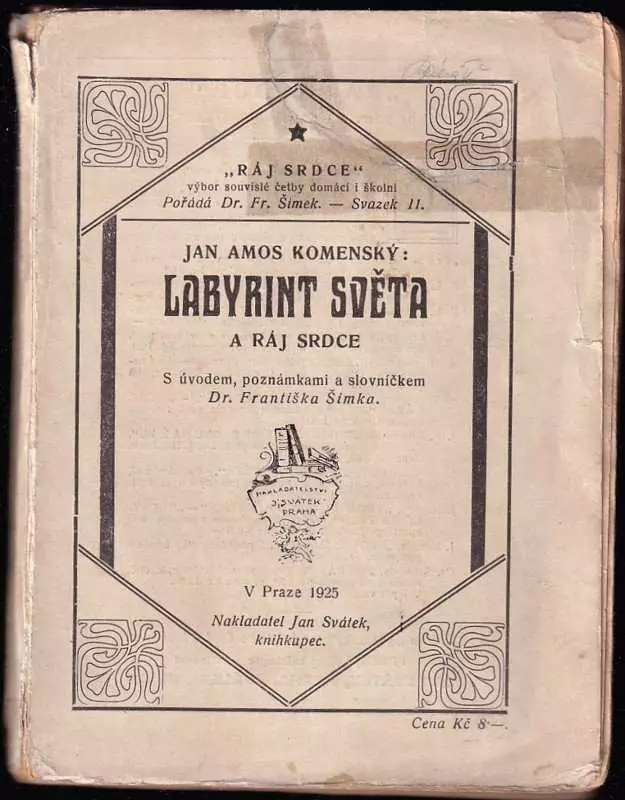 „RÁJ SRDCE“
výbor souvislé četby domácí i školní
Pořádá Dr. Fr. Šimek. — Svazek 11.
JAN AMOS KOMENSKÝ:
LABYRINT SVĚTA
A RÁJ SRDCE
S úvodem, poznámkami a slovníčkem
Dr. Františka Šimka.
NAKLADATELSTVÍ
J. SVÁTEK
PRAHA
V Praze 1925
Nakladatel Jan Svátek,
knihkupec.
Cena Kč 8·—.